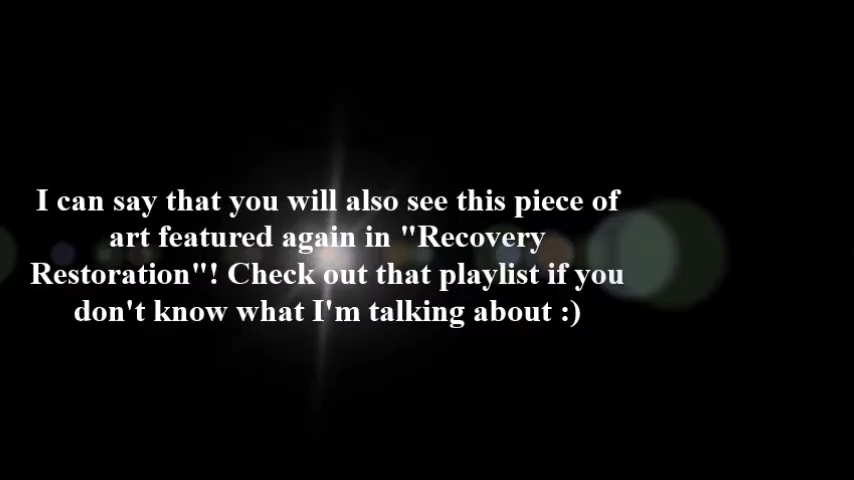 I can say that you will also see this piece of
art featured again in "Recovery
Restoration"! Check out that playlist if you
don't know what I'm talking about :)